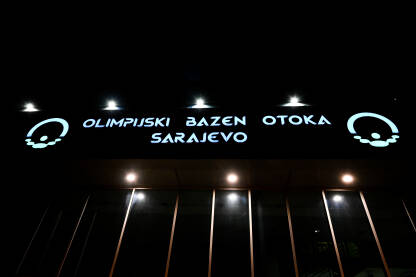 OLIMPIJSKI BAZEN OTOKA
SARAJEVO